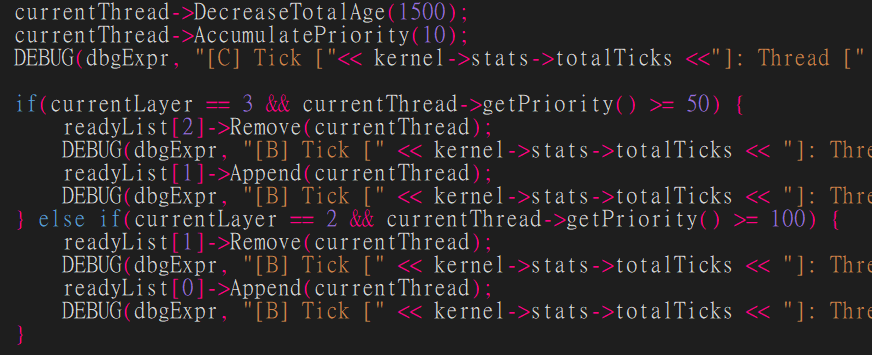 currentThread->DecreaseTotalAge(1500);
currentThread->AccumulatePriority(10);
DEBUG(dbgExpr, "[C] Tick ["<< kernel->stats->totalTicks <<"]: Thread ["
if(currentLayer == 3 && currentThread->getPriority() >= 50) {
readyList[2]->Remove(currentThread);
DEBUG(dbgExpr, "[B] Tick [" << kernel->stats->totalTicks << "]: Thre
readyList[1]->Append(currentThread);
DEBUG(dbgExpr, "[B] Tick [" << kernel->stats->totalTicks << "]: Thre
} else if(currentLayer == 2 && currentThread->getPriority() >= 100) {
readyList[1]->Remove(currentThread);
DEBUG(dbgExpr, "[B] Tick [" << kernel->stats->totalTicks << "]: Thre
readyList[0]->Append(currentThread);
DEBUG(dbgExpr, "[B] Tick [" << kernel->stats->totalTicks << "]: Thre
}